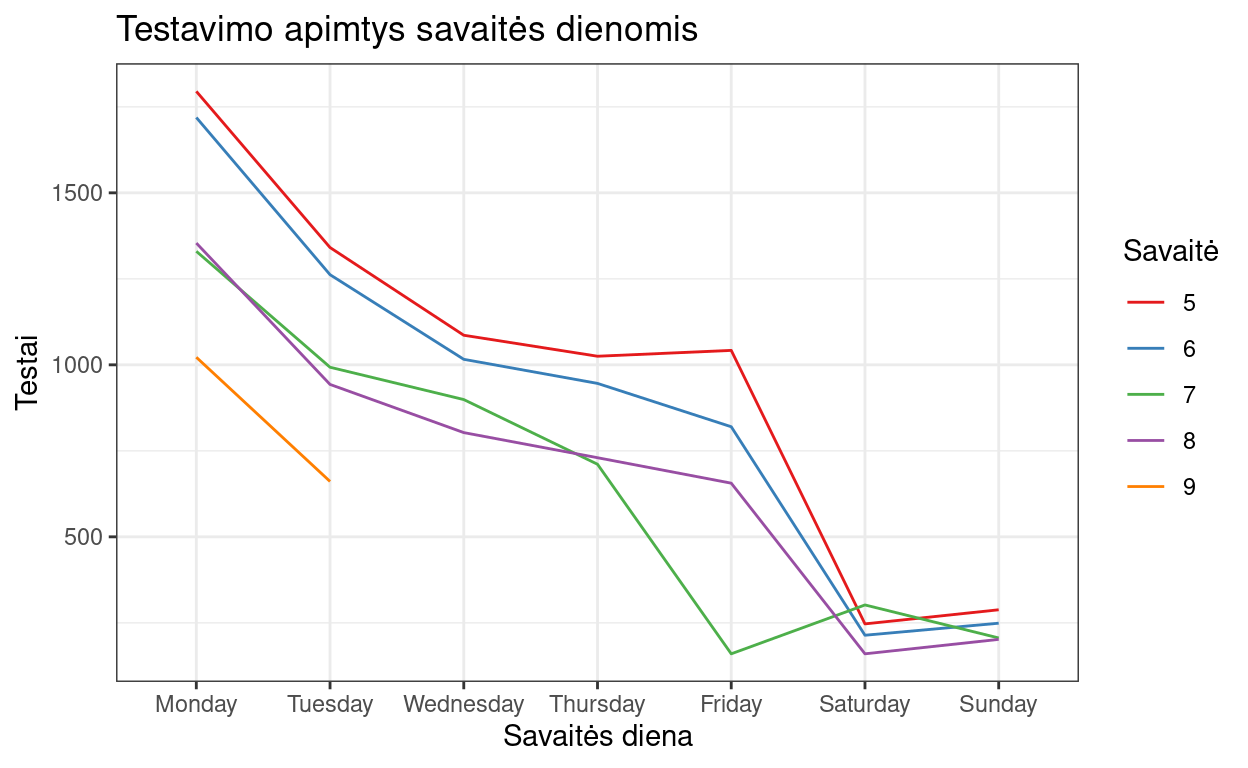 Testavimo apimtys savaitės dienomis
Testai
1500
1000
500
Monday Tuesday Wednesday Thursday Friday Saturday Sunday
Savaitės diena
Savaitė
5
6
7
8
9